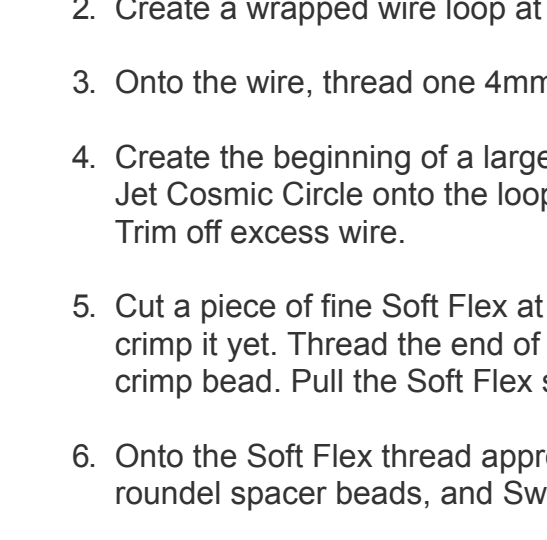 2. Create a wrapped wire loop at
3. Onto the wire, thread one 4mm
4. Create the beginning of a large
Jet Cosmic Circle onto the loop
Trim off excess wire.
5. Cut a piece of fine Soft Flex at
crimp it yet. Thread the end of
crimp bead. Pull the Soft Flex s
6. Onto the Soft Flex thread appr
roundel spacer beads, and Sw